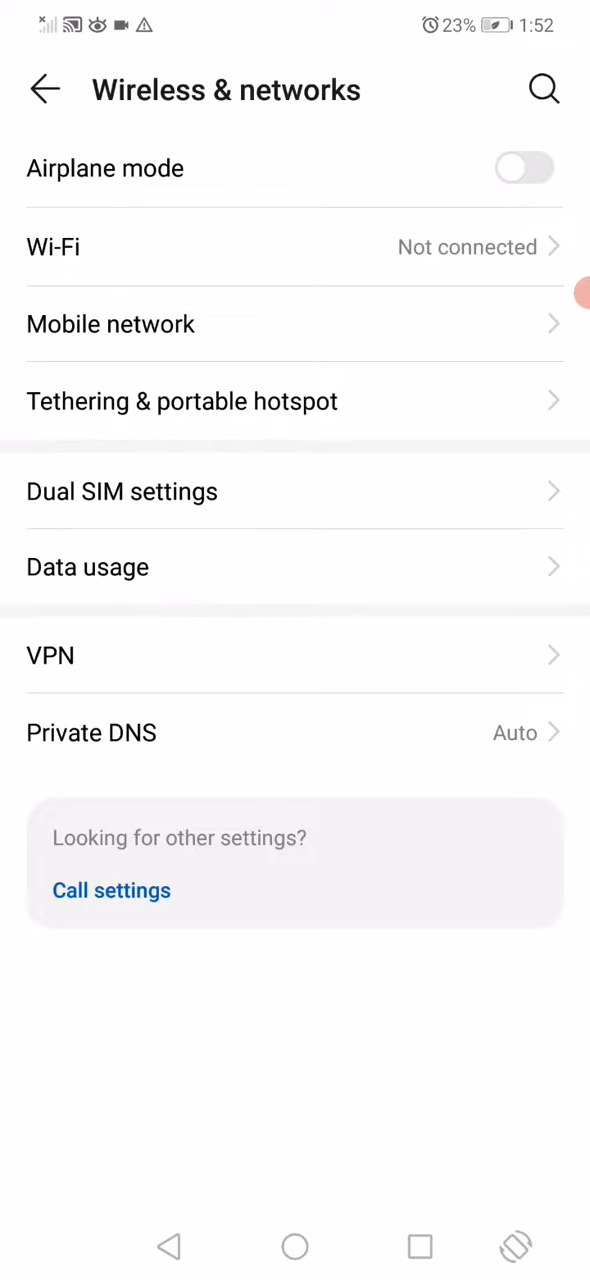 23% 1:52
Wireless & networks
Airplane mode
Wi-Fi Not connected
Mobile network
Tethering & portable hotspot
Dual SIM settings
Data usage
VPN
Private DNS Auto
Looking for other settings?
Call settings